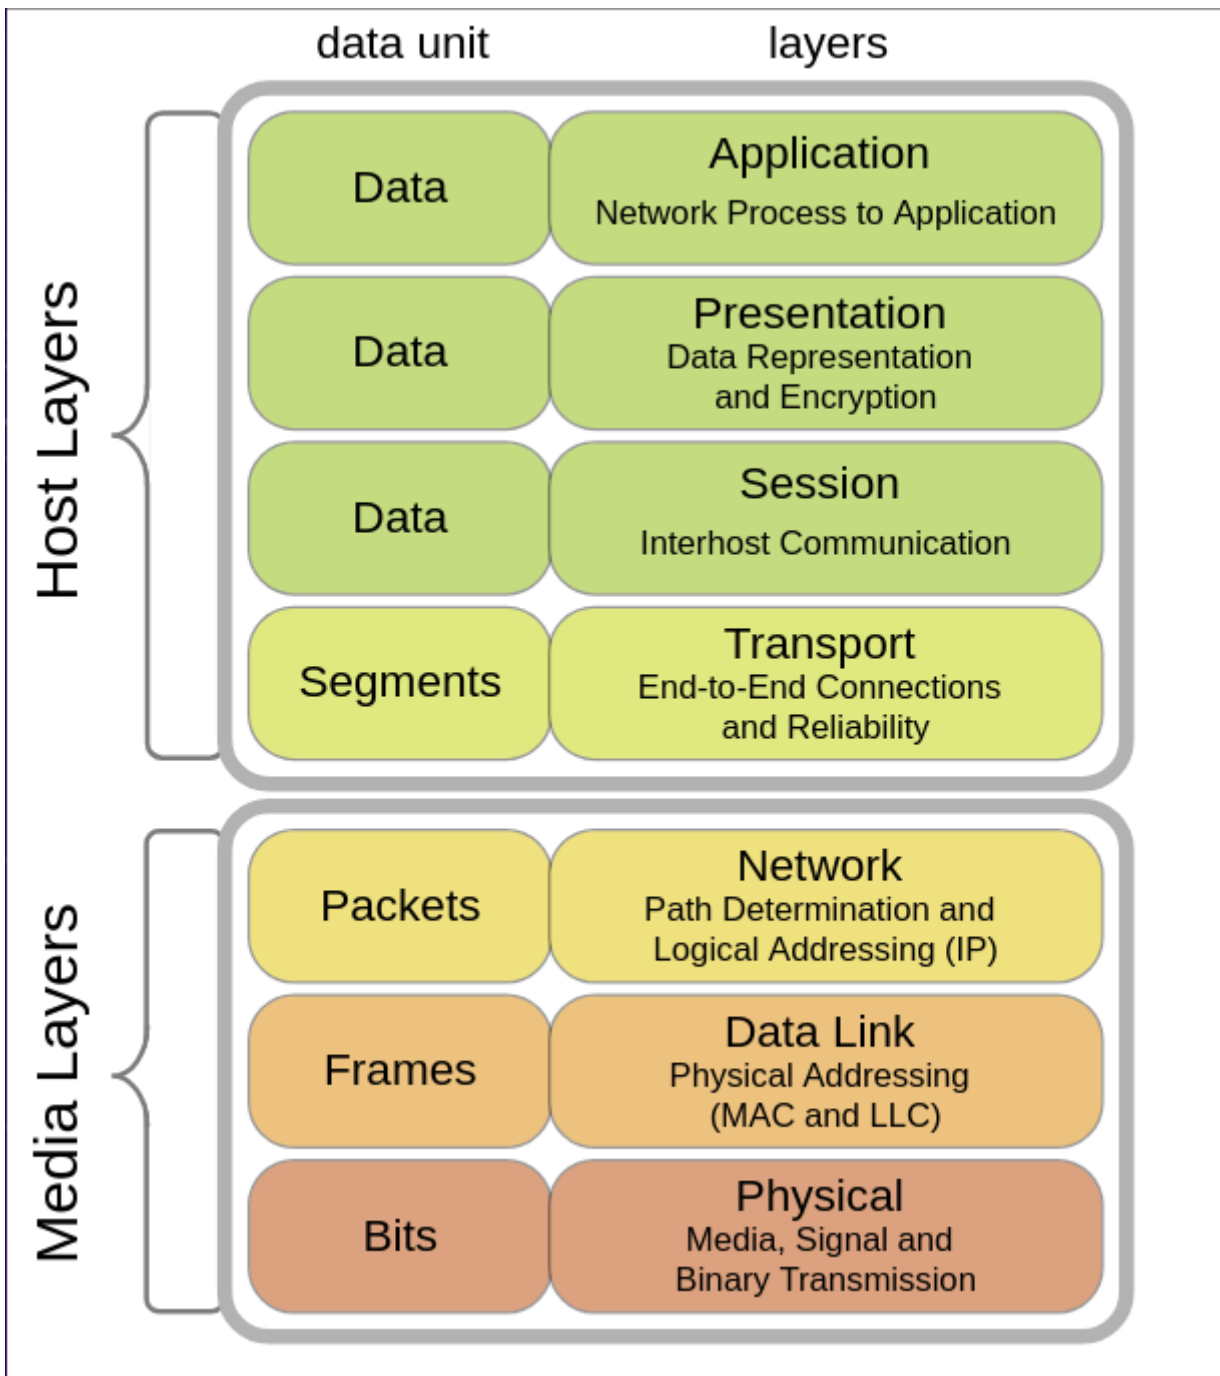 data unit
layers
Host Layers
Data
Application
Network Process to Application
Data
Presentation
Data Representation
and Encryption
Data
Session
Interhost Communication
Segments
Transport
End-to-End Connections
and Reliability
Media Layers
Packets
Network
Path Determination and
Logical Addressing (IP)
Frames
Data Link
Physical Addressing
(MAC and LLC)
Bits
Physical
Media, Signal and
Binary Transmission